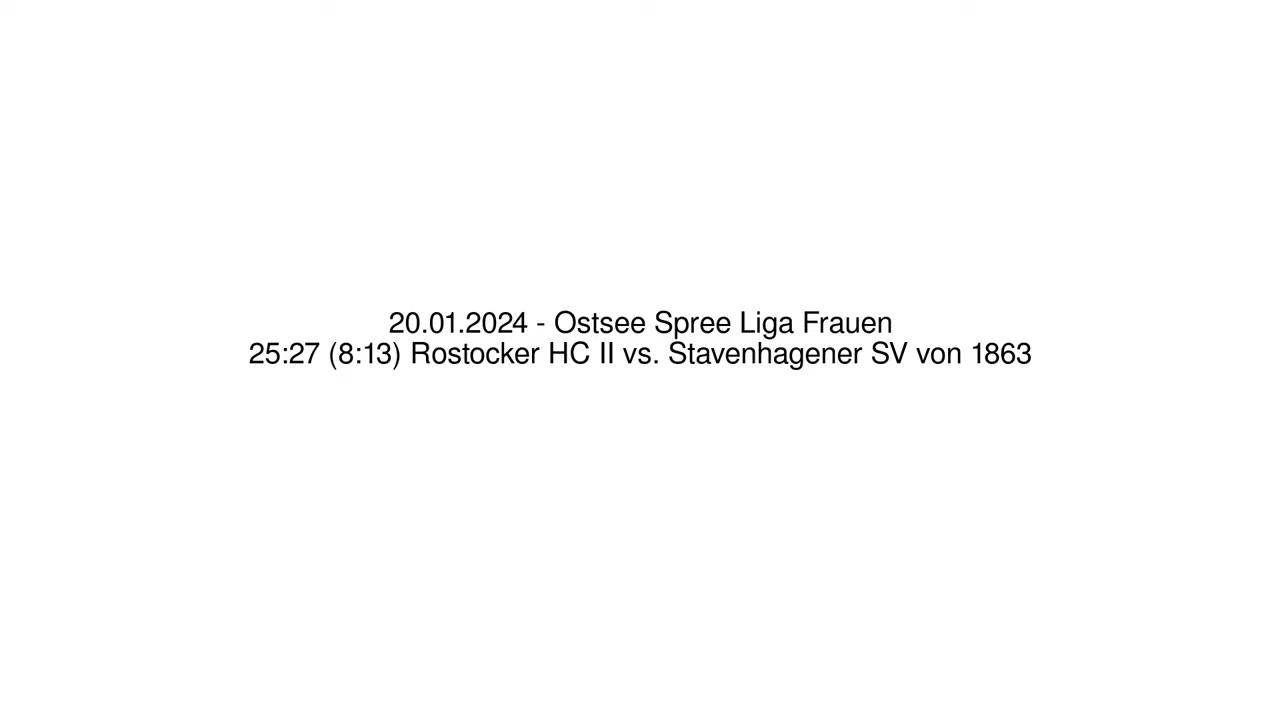 20.01.2024 - Ostsee Spree Liga Frauen
25:27 (8:13) Rostocker HC II vs. Stavenhagener SV von 1863